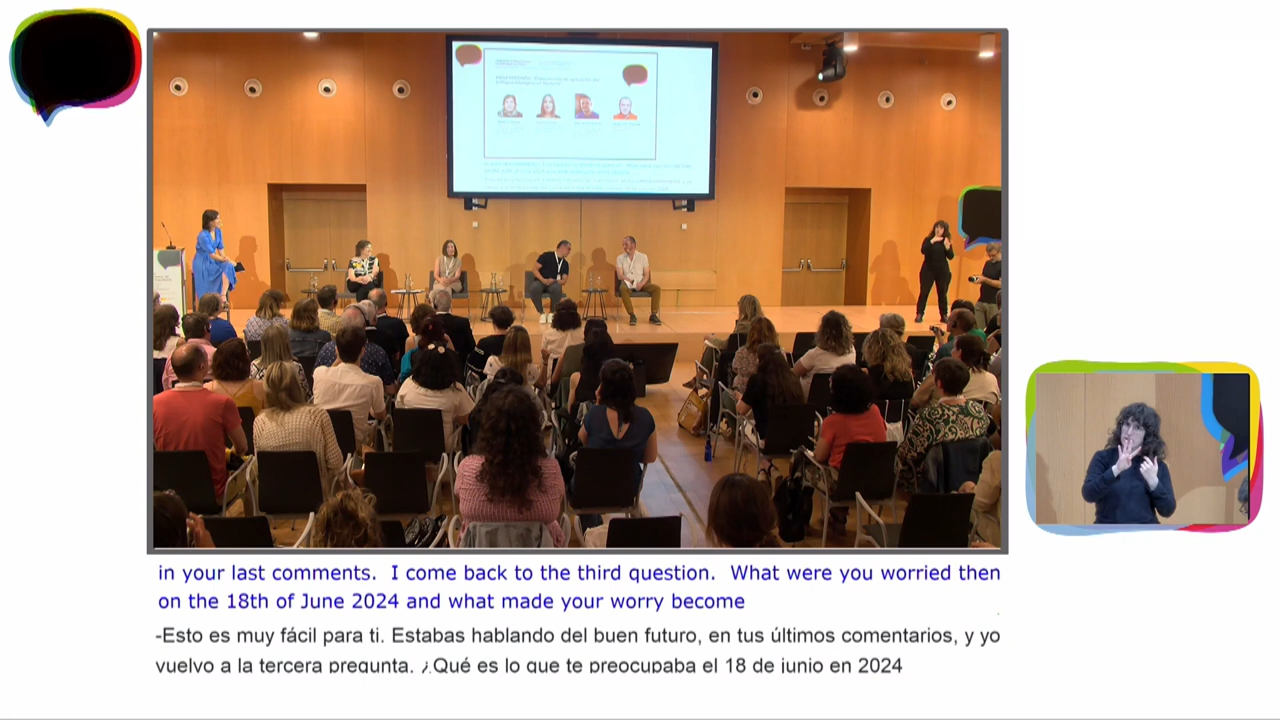 in your last comments.  I come back to the third question.  What were you worried then
on the 18th of June 2024 and what made your worry become
-Esto es muy fácil para ti. Estabas hablando del buen futuro, en tus últimos comentarios, y yo
vuelvo a la tercera pregunta. ¿Qué es lo que te preocupaba el 18 de junio en 2024